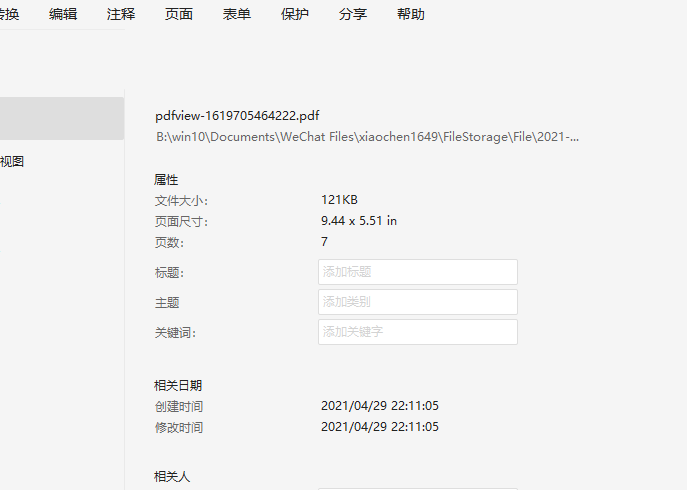 转换 编辑 注释 页面 表单 保护 分享 帮助
pdfview-1619705464222.pdf
B:\win10\Documents\WeChat Files\xiaochen1649\FileStorage\File\2021-...
视图
属性
文件大小: 121KB
页面尺寸: 9.44 x 5.51 in
页数: 7
标题: 添加标题
主题 添加类别
关键词: 添加关键字
相关日期
创建时间 2021/04/29 22:11:05
修改时间 2021/04/29 22:11:05
相关人